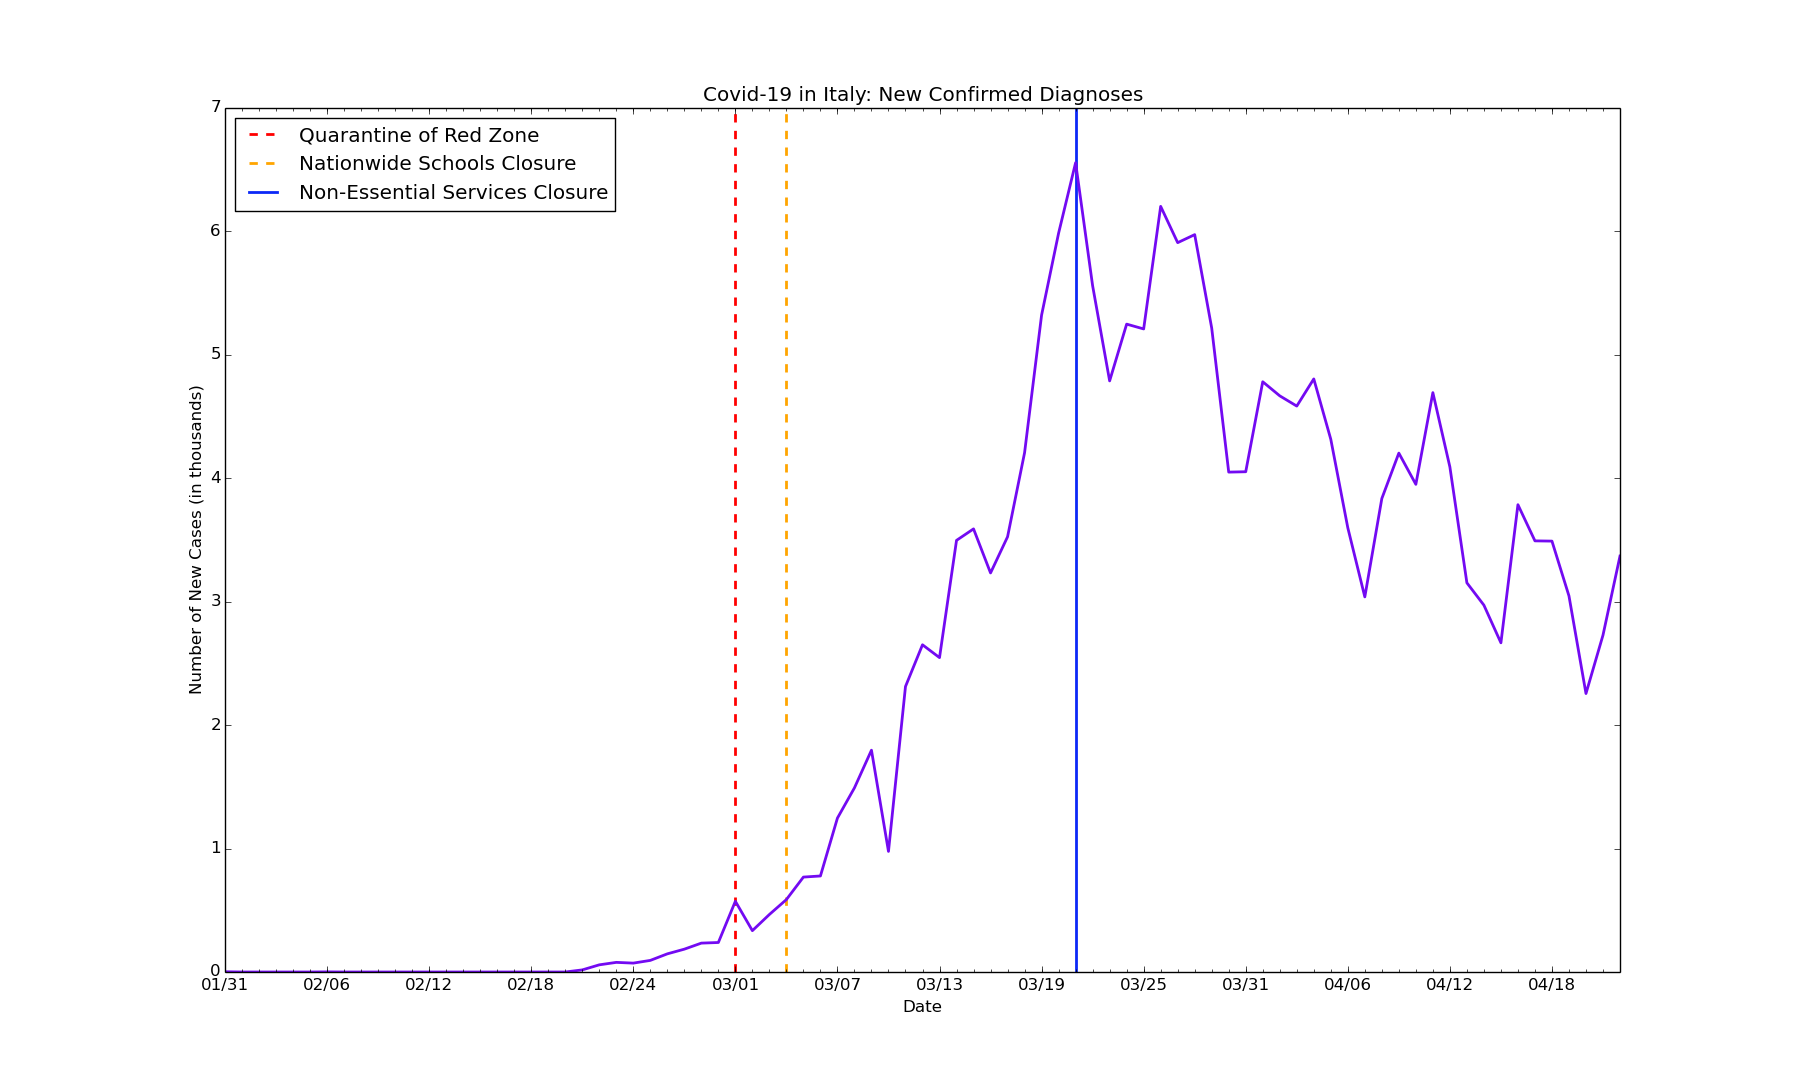 Covid-19 in Italy: New Confirmed Diagnoses
Quarantine of Red Zone
Nationwide Schools Closure
Non-Essential Services Closure
Number of New Cases (in thousands)
7
6
5
4
3
2
1
0
01/31 02/06 02/12 02/18 02/24 03/01 03/07 03/13 03/19 03/25 03/31 04/06 04/12 04/18
Date